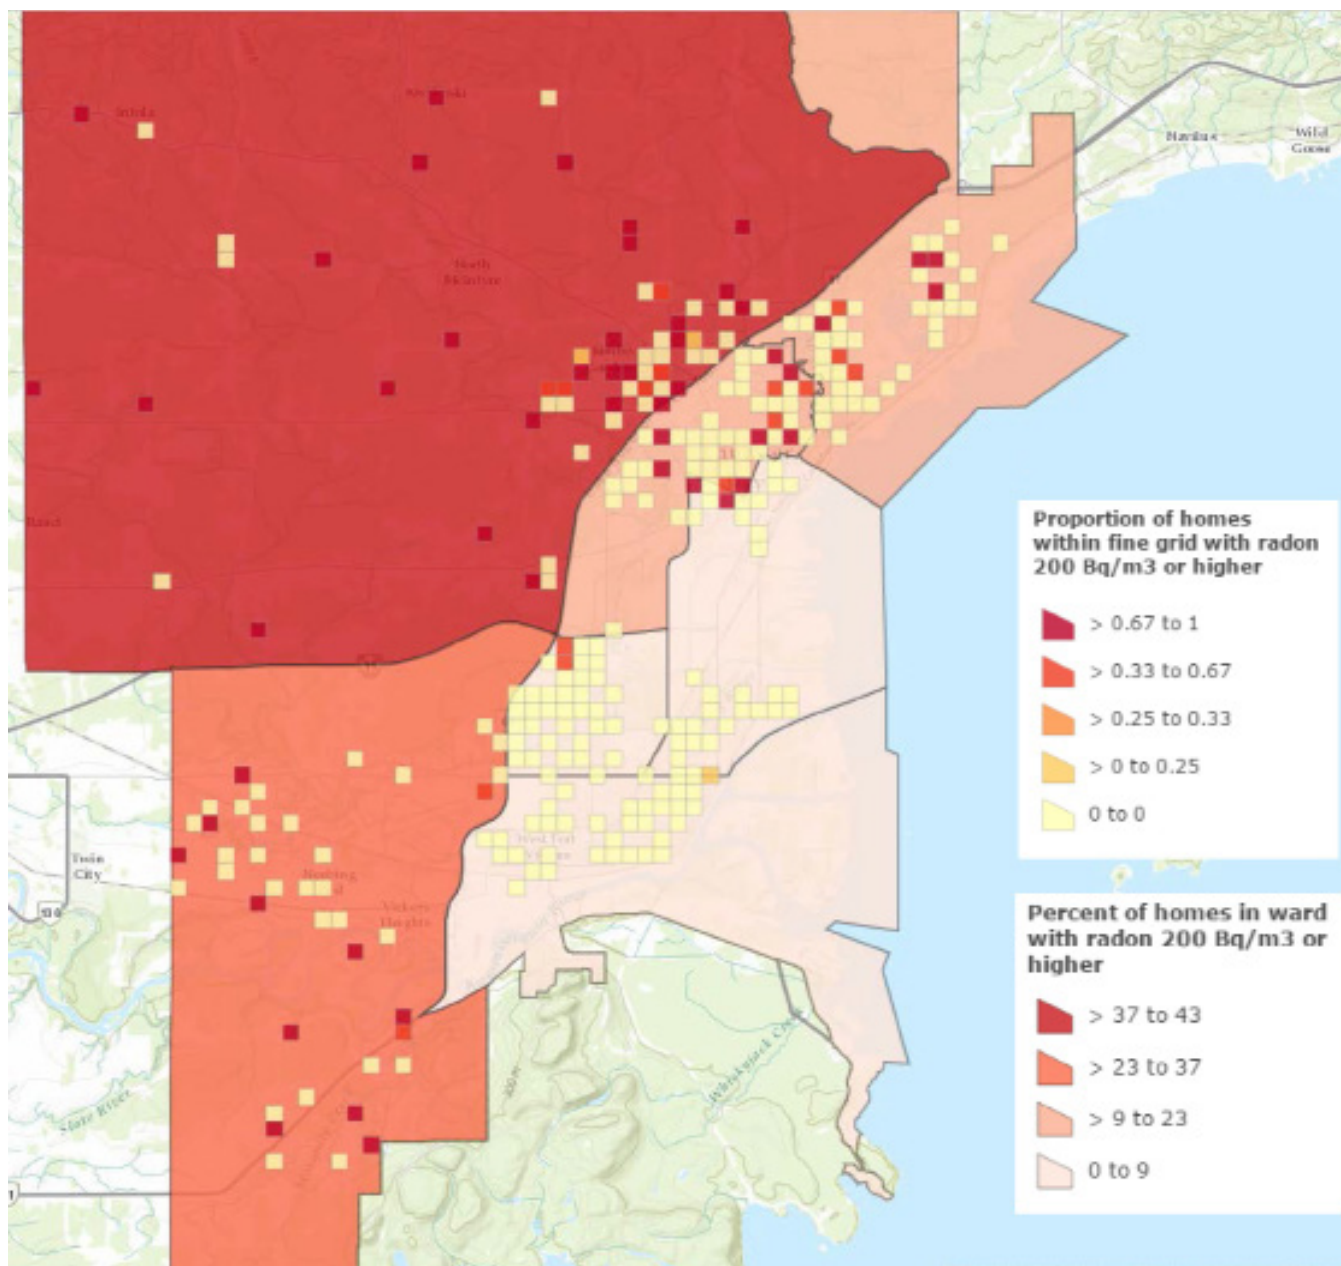 Intola
North
McIntyre
Navilus
Wild
Goose
Proportion of homes
within fine grid with radon
200 Bq/m3 or higher
> 0.67 to 1
> 0.33 to 0.67
> 0.25 to 0.33
> 0 to 0.25
0 to 0
Twin
City
130
Vickers
Heights
Percent of homes in ward
with radon 200 Bq/m3 or
higher
> 37 to 43
> 23 to 37
> 9 to 23
0 to 9
Whiskyjack Creek
Slate River